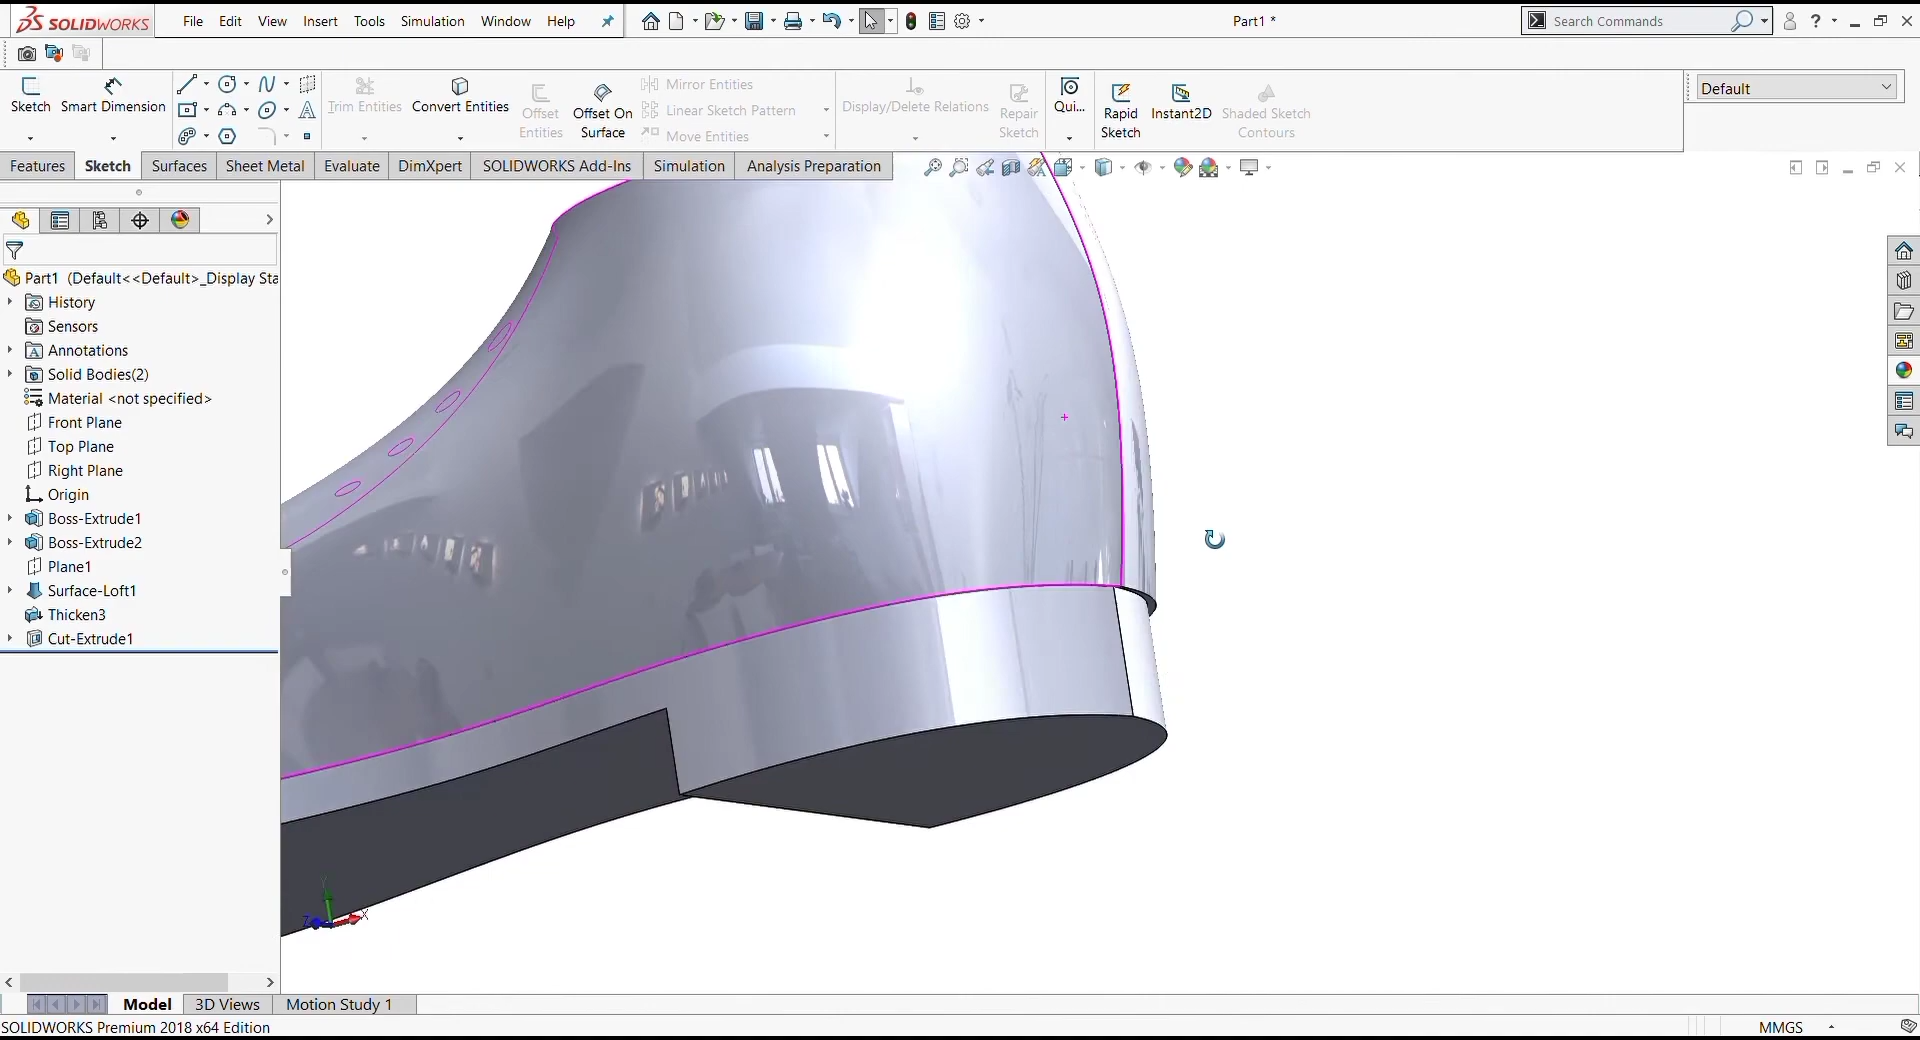 SOLIDWORKS
File Edit View Insert Tools Simulation Window Help
Part1 *
Search Commands
?
Sketch
Smart Dimension
Trim Entities
Convert Entities
Offset
Entities
Offset On
Surface
Mirror Entities
Linear Sketch Pattern
Move Entities
Display/Delete Relations
Repair
Sketch
Qui...
Rapid
Sketch
Instant2D
Shaded Sketch
Contours
Default
Features Sketch Surfaces Sheet Metal Evaluate DimXpert SOLIDWORKS Add-Ins Simulation Analysis Preparation
Part1 (Default<<Default>_Display Sta
History
Sensors
Annotations
Solid Bodies(2)
Material <not specified>
Front Plane
Top Plane
Right Plane
Origin
Boss-Extrude1
Boss-Extrude2
Plane1
Surface-Loft1
Thicken3
Cut-Extrude1
Y
Z
X
Model 3D Views Motion Study 1
SOLIDWORKS Premium 2018 x64 Edition
MMGS